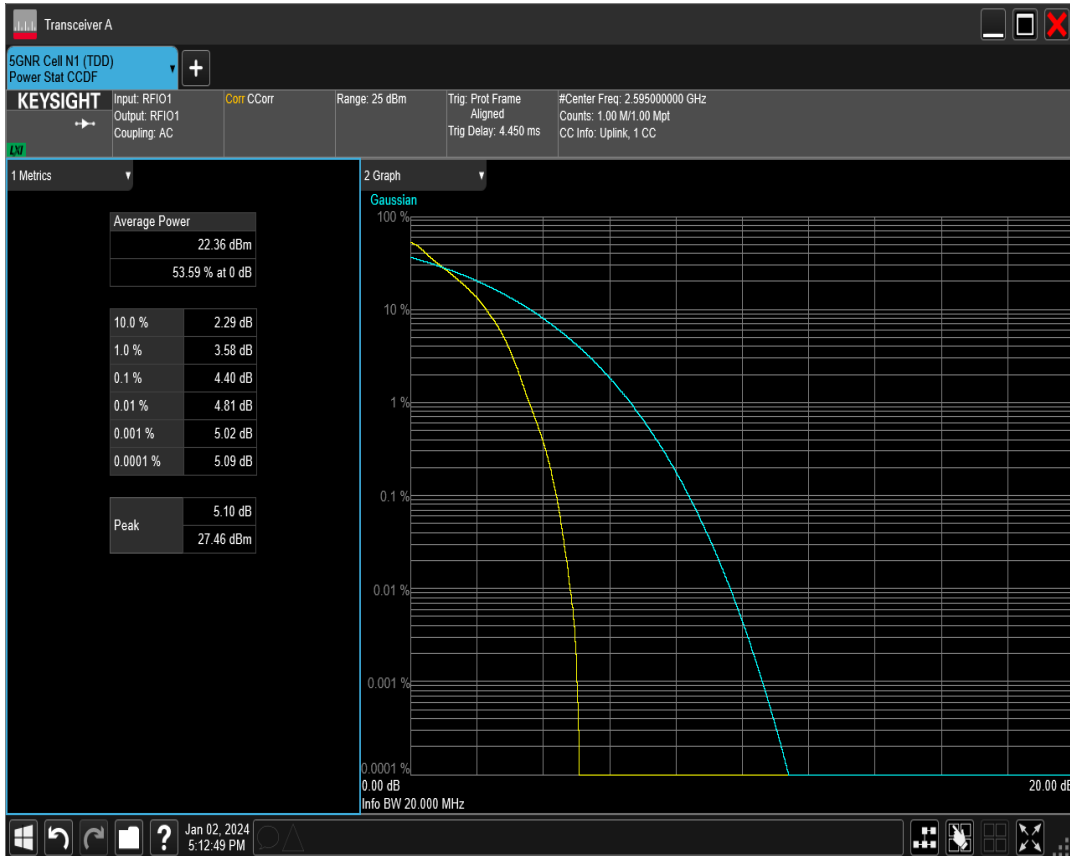 Transceiver A
5GNR Cell N1 (TDD)
Power Stat CCDF
KEYSIGHT
LXI
Input: RFIO1
Output: RFIO1
Coupling: AC
Corr CCorr
Range: 25 dBm
Trig: Prot Frame
Aligned
Trig Delay: 4.450 ms
#Center Freq: 2.595000000 GHz
Counts: 1.00 M/1.00 Mpt
CC Info: Uplink, 1 CC
1 Metrics
Average Power
22.36 dBm
53.59 % at 0 dB
10.0 % 2.29 dB
1.0 % 3.58 dB
0.1 % 4.40 dB
0.01 % 4.81 dB
0.001 % 5.02 dB
0.0001 % 5.09 dB
Peak 5.10 dB
27.46 dBm
2 Graph
Gaussian
100 %
10 %
1 %
0.1 %
0.01 %
0.001 %
0.0001 %
0.00 dB 20.00 dB
Info BW 20.000 MHz
? Jan 02, 2024
5:12:49 PM